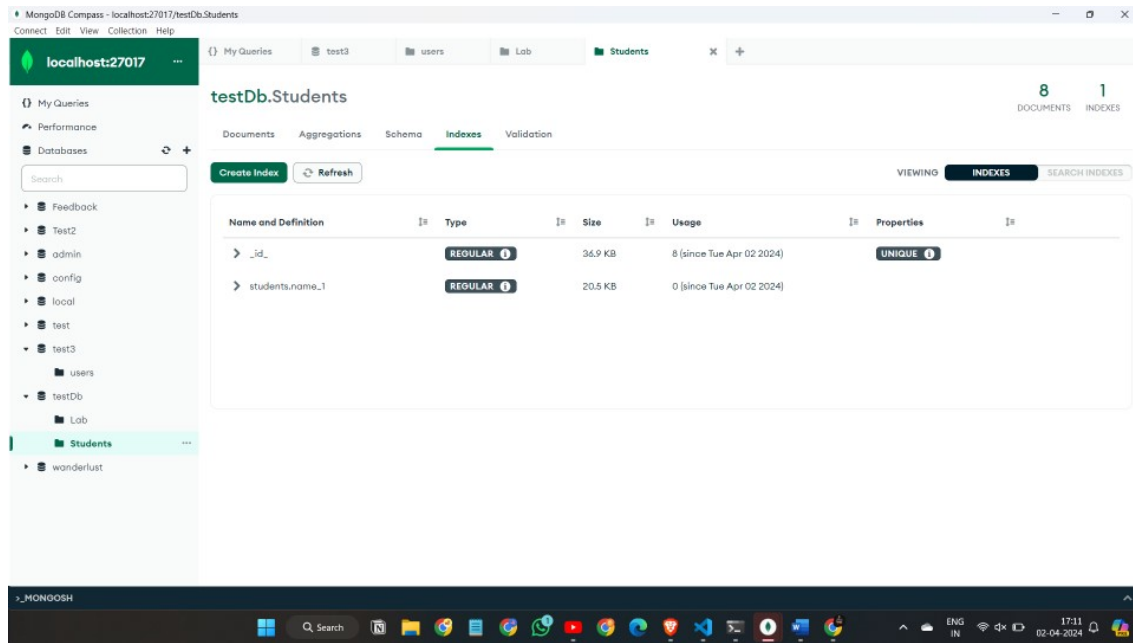 MongoDB Compass - localhost:27017/testDb.Students
Connect Edit View Collection Help
localhost:27017 ...
{} My Queries
test3
users
Lab
Students
My Queries
Performance
Databases
Search
Feedback
Test2
admin
config
local
test
test3
users
testDb
Lab
Students
wanderlust
testDb.Students
8 DOCUMENTS
1 INDEXES
Documents Aggregations Schema Indexes Validation
Create Index Refresh
VIEWING INDEXES SEARCH INDEXES
Name and Definition Type Size Usage Properties
_id_ REGULAR 36.9 KB 8 (since Tue Apr 02 2024) UNIQUE
students.name_1 REGULAR 20.5 KB 0 (since Tue Apr 02 2024)
>_MONGOSH
Search
ENG IN
17:11
02-04-2024